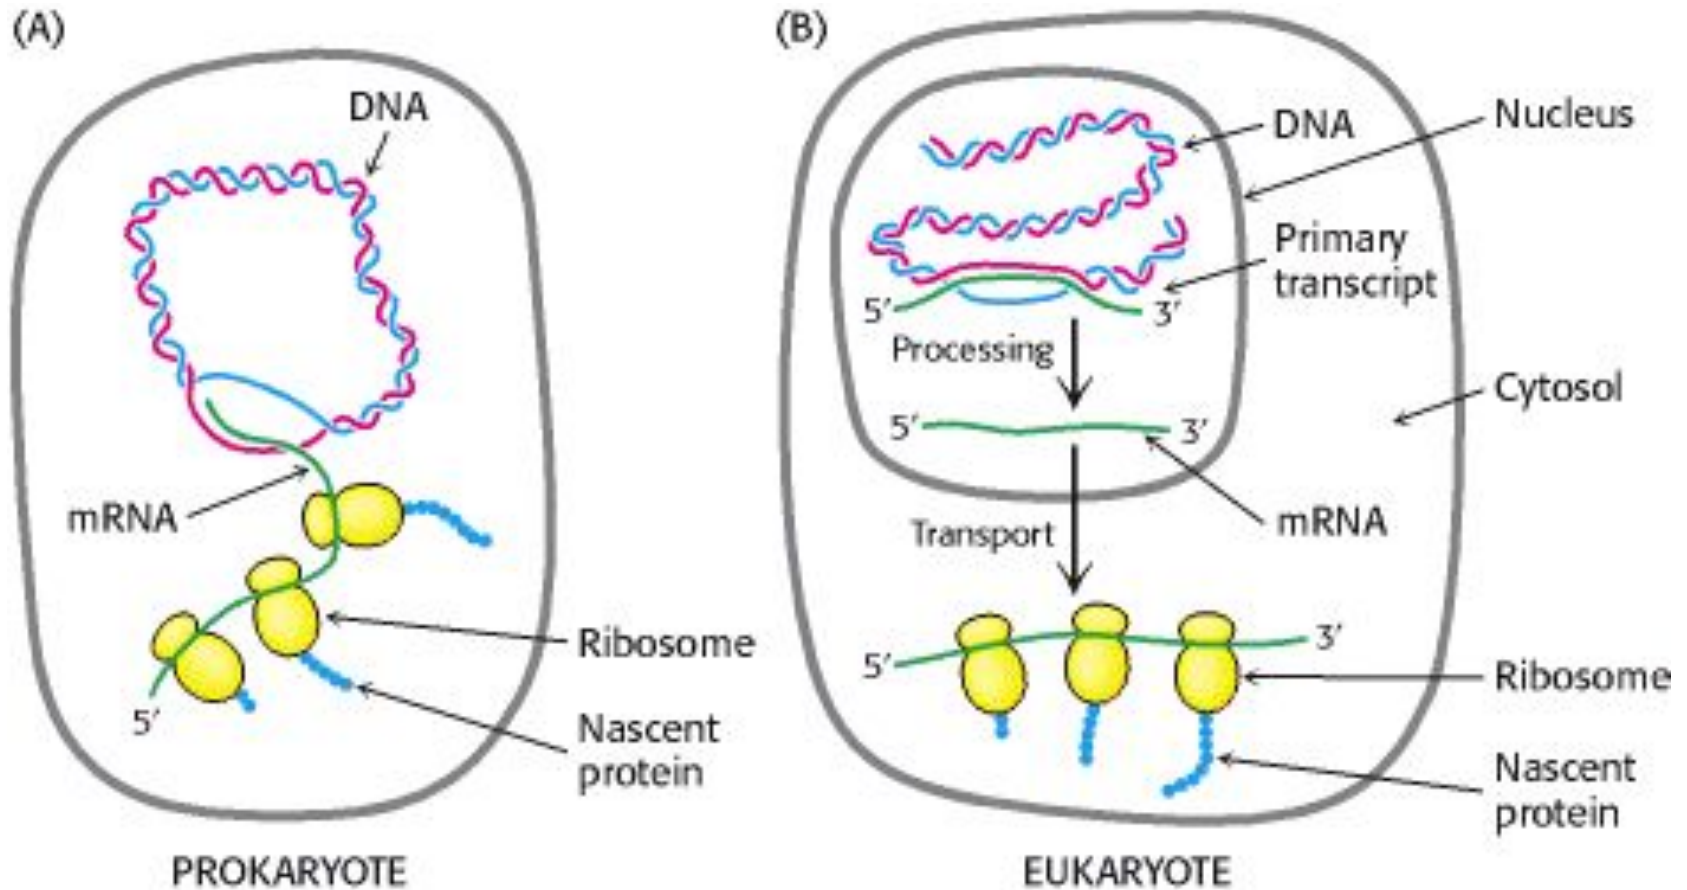 (A)
DNA
mRNA
5′
Ribosome
Nascent
protein
PROKARYOTE
(B)
DNA
Nucleus
Primary
transcript
5′
3′
Processing
Cytosol
5′
3′
mRNA
Transport
5′
3′
Ribosome
Nascent
protein
EUKARYOTE